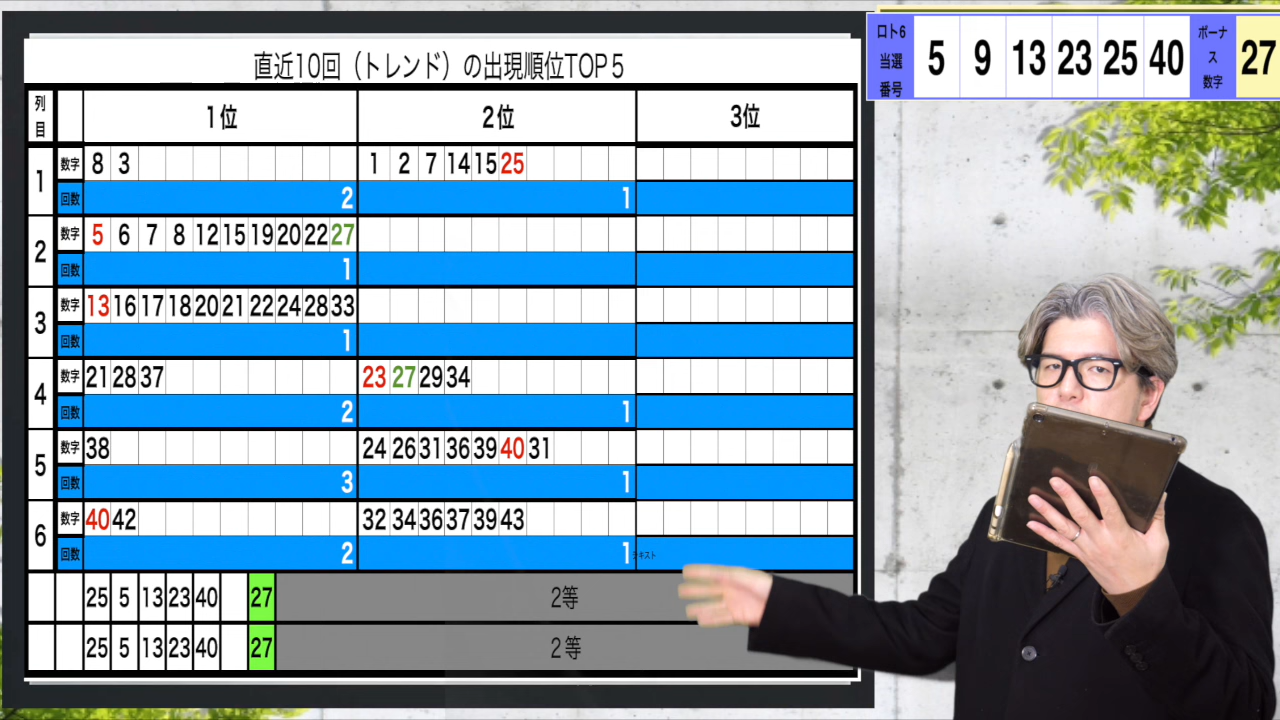 直近10回（トレンド）の出現順位TOP５
列目 １位 2位 3位
1 数字 8 3 1 2 7 14 15 25
回数 2 1
2 数字 5 6 7 8 12 15 19 20 22 27
回数 1
3 数字 13 16 17 18 20 21 22 24 28 33
回数 1
4 数字 21 28 37 23 27 29 34
回数 2 1
5 数字 38 24 26 31 36 39 40 31
回数 3 1
6 数字 40 42 32 34 36 37 39 43
回数 2 1 テキスト
25 5 13 23 40 27 2等
25 5 13 23 40 27 ２等
ロト6
当選
番号
5 9 13 23 25 40
ボーナ
ス
数字
27